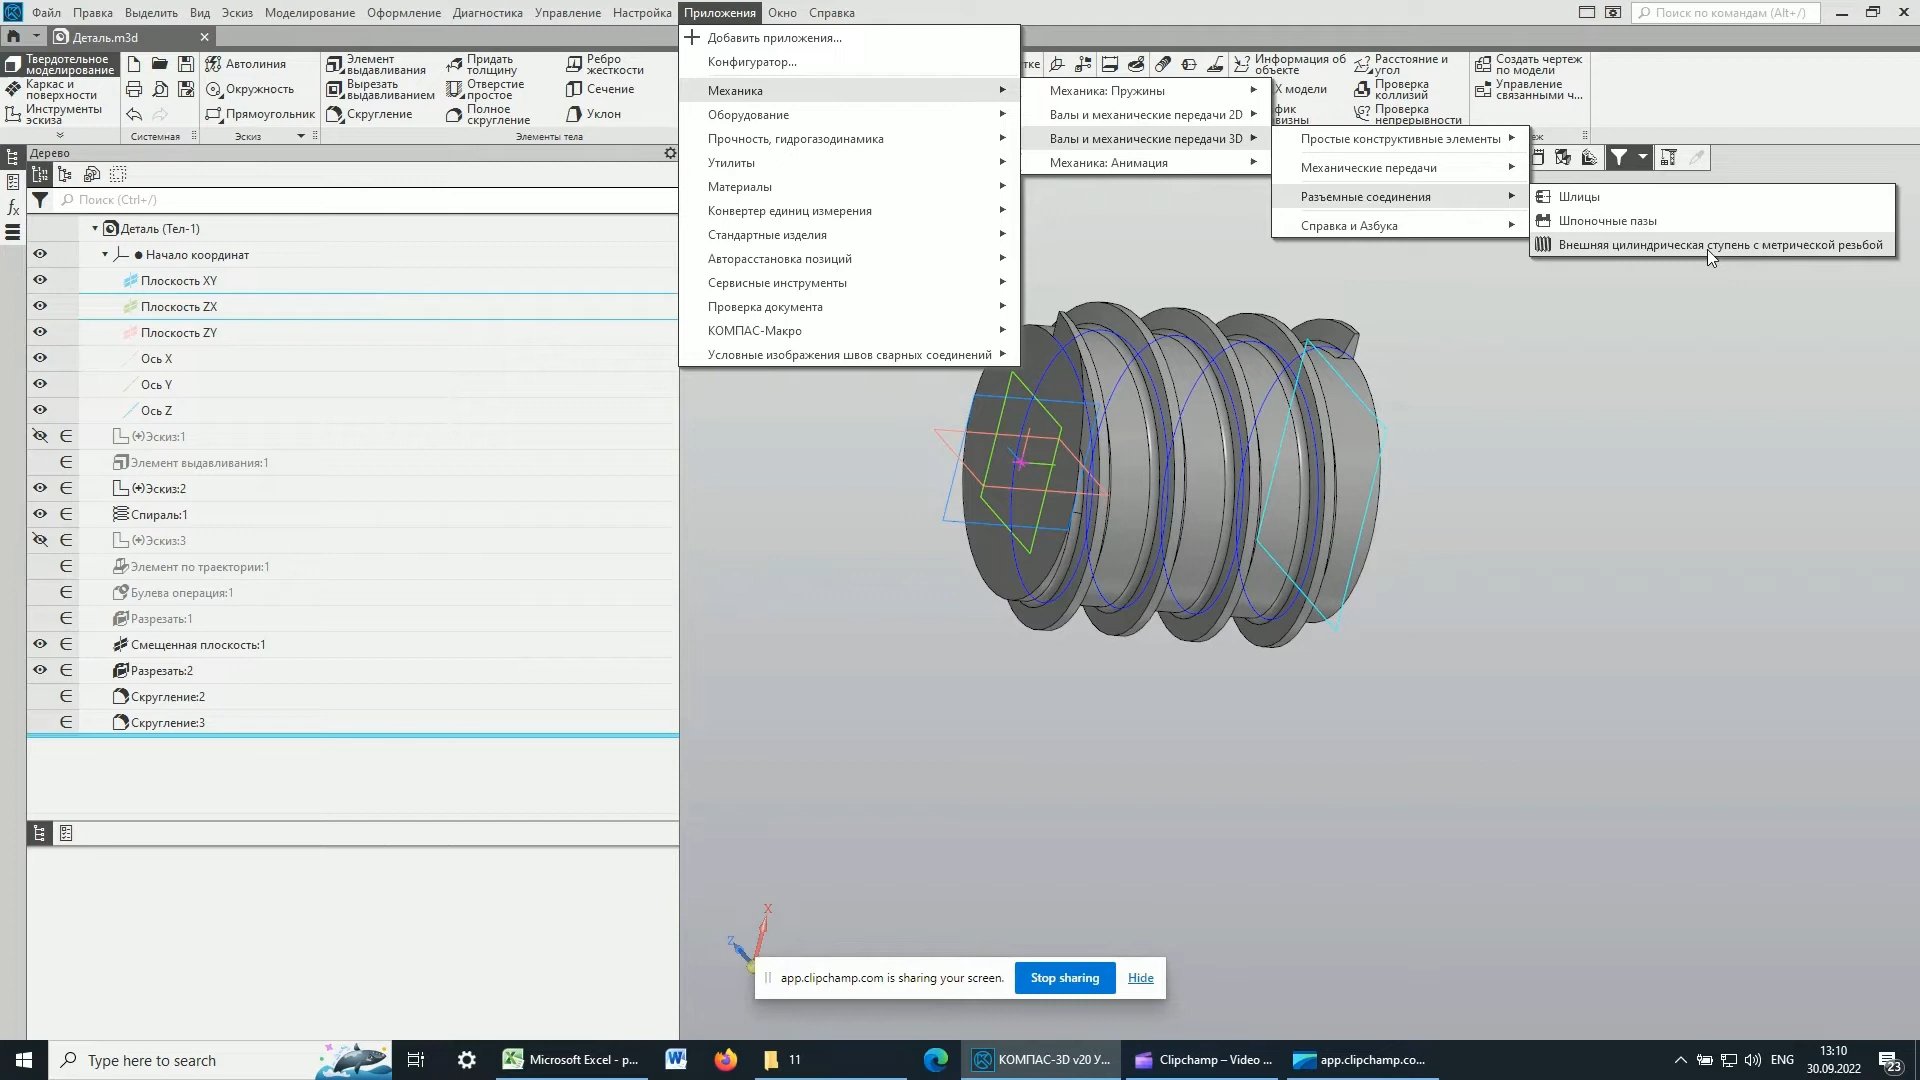 Файл Правка Выделить Вид Эскиз Моделирование Оформление Диагностика Управление Настройка Приложения Окно Справка
Поиск по командам (Alt+/)
Деталь.m3d
Твердотельное моделирование
Каркас и поверхности
Инструменты эскиза
Системная
Автолиния
Окружность
Прямоугольник
Эскиз
Элемент выдавливания
Вырезать выдавливанием
Скругление
Придать толщину
Отверстие простое
Полное скругление
Ребро жесткости
Сечение
Уклон
Элементы тела
Информация об объекте
Расстояние и угол
Х модели
Проверка коллизий
Проверка непрерывности
Создать чертеж по модели
Управление связанными ч...
Добавить приложения...
Конфигуратор...
Механика
Оборудование
Прочность, гидрогазодинамика
Утилиты
Материалы
Конвертер единиц измерения
Стандартные изделия
Авторасстановка позиций
Сервисные инструменты
Проверка документа
КОМПАС-Макро
Условные изображения швов сварных соединений
Механика: Пружины
Валы и механические передачи 2D
Валы и механические передачи 3D
Механика: Анимация
Простые конструктивные элементы
Механические передачи
Разъемные соединения
Справка и Азбука
Шлицы
Шпоночные пазы
Внешняя цилиндрическая ступень с метрической резьбой
Дерево
Поиск (Ctrl+/)
Деталь (Тел-1)
Начало координат
Плоскость XY
Плоскость ZX
Плоскость ZY
Ось X
Ось Y
Ось Z
(+)Эскиз:1
Элемент выдавливания:1
(+)Эскиз:2
Спираль:1
(+)Эскиз:3
Элемент по траектории:1
Булева операция:1
Разрезать:1
Смещенная плоскость:1
Разрезать:2
Скругление:2
Скругление:3
X
Z
app.clipchamp.com is sharing your screen. Stop sharing Hide
Type here to search
Microsoft Excel - p...
11
КОМПАС-3D v20 У...
Clipchamp – Video ...
app.clipchamp.co...
ENG
13:10
30.09.2022
23